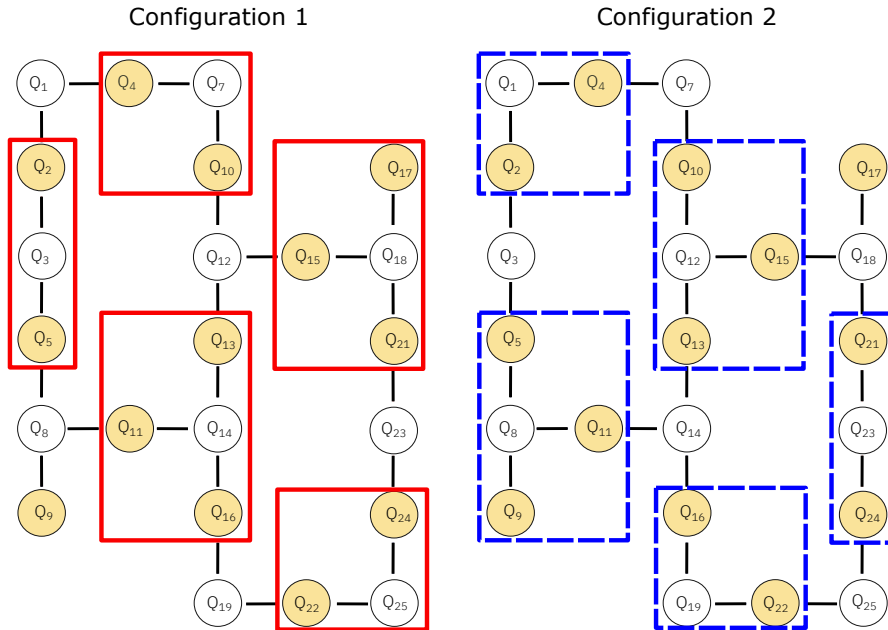 Configuration 1 Configuration 2
Q1 Q4 Q7 Q1 Q4 Q7
Q2 Q10 Q17 Q2 Q10 Q17
Q3 Q12 Q15 Q18 Q3 Q12 Q15 Q18
Q5 Q13 Q21 Q5 Q13 Q21
Q8 Q11 Q14 Q23 Q8 Q11 Q14 Q23
Q9 Q16 Q24 Q9 Q16 Q24
Q19 Q22 Q25 Q19 Q22 Q25